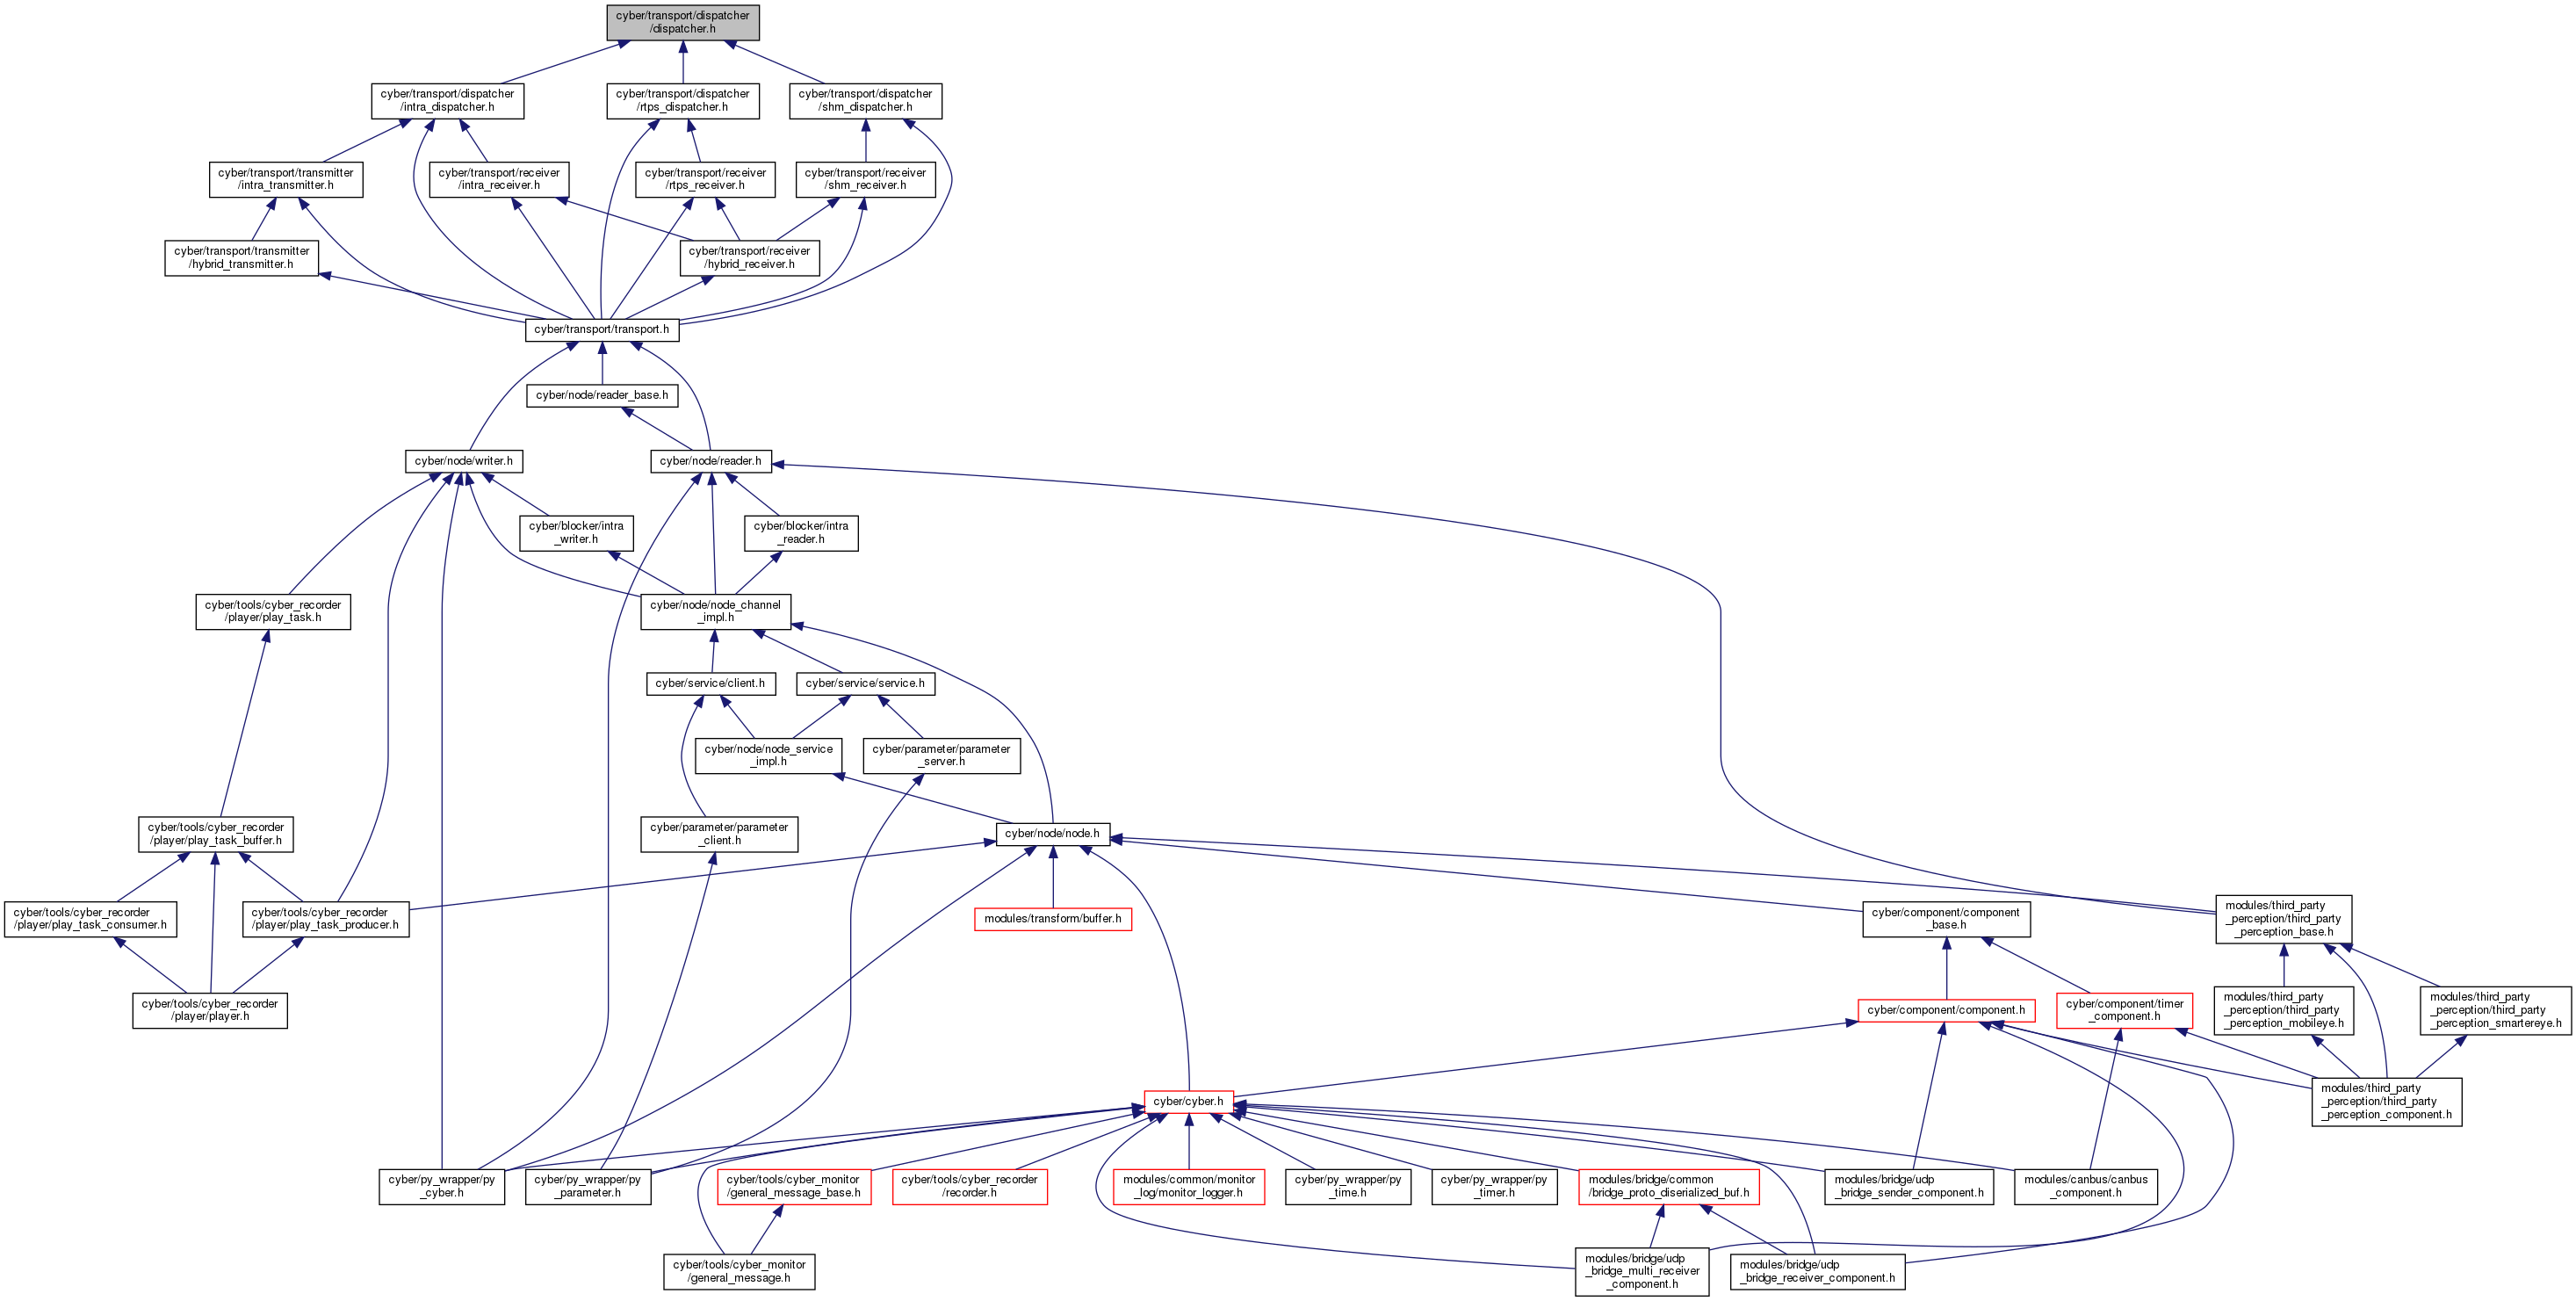 cyber/transport/dispatcher
/dispatcher.h
cyber/transport/dispatcher
/intra_dispatcher.h
cyber/transport/dispatcher
/rtps_dispatcher.h
cyber/transport/dispatcher
/shm_dispatcher.h
cyber/transport/transmitter
/intra_transmitter.h
cyber/transport/receiver
/intra_receiver.h
cyber/transport/receiver
/rtps_receiver.h
cyber/transport/receiver
/shm_receiver.h
cyber/transport/transmitter
/hybrid_transmitter.h
cyber/transport/receiver
/hybrid_receiver.h
cyber/transport/transport.h
cyber/node/reader_base.h
cyber/node/writer.h
cyber/node/reader.h
cyber/blocker/intra
_writer.h
cyber/blocker/intra
_reader.h
cyber/tools/cyber_recorder
/player/play_task.h
cyber/node/node_channel
_impl.h
cyber/service/client.h
cyber/service/service.h
cyber/node/node_service
_impl.h
cyber/parameter/parameter
_server.h
cyber/tools/cyber_recorder
/player/play_task_buffer.h
cyber/parameter/parameter
_client.h
cyber/node/node.h
cyber/tools/cyber_recorder
/player/play_task_consumer.h
cyber/tools/cyber_recorder
/player/play_task_producer.h
modules/transform/buffer.h
cyber/component/component
_base.h
modules/third_party
_perception/third_party
_perception_base.h
cyber/tools/cyber_recorder
/player/player.h
cyber/component/component.h
cyber/component/timer
_component.h
modules/third_party
_perception/third_party
_perception_mobileye.h
modules/third_party
_perception/third_party
_perception_smartereye.h
cyber/cyber.h
modules/third_party
_perception/third_party
_perception_component.h
cyber/py_wrapper/py
_cyber.h
cyber/py_wrapper/py
_parameter.h
cyber/tools/cyber_monitor
/general_message_base.h
cyber/tools/cyber_recorder
/recorder.h
modules/common/monitor
_log/monitor_logger.h
cyber/py_wrapper/py
_time.h
cyber/py_wrapper/py
_timer.h
modules/bridge/common
/bridge_proto_diserialized_buf.h
modules/bridge/udp
_bridge_sender_component.h
modules/canbus/canbus
_component.h
cyber/tools/cyber_monitor
/general_message.h
modules/bridge/udp
_bridge_multi_receiver
_component.h
modules/bridge/udp
_bridge_receiver_component.h